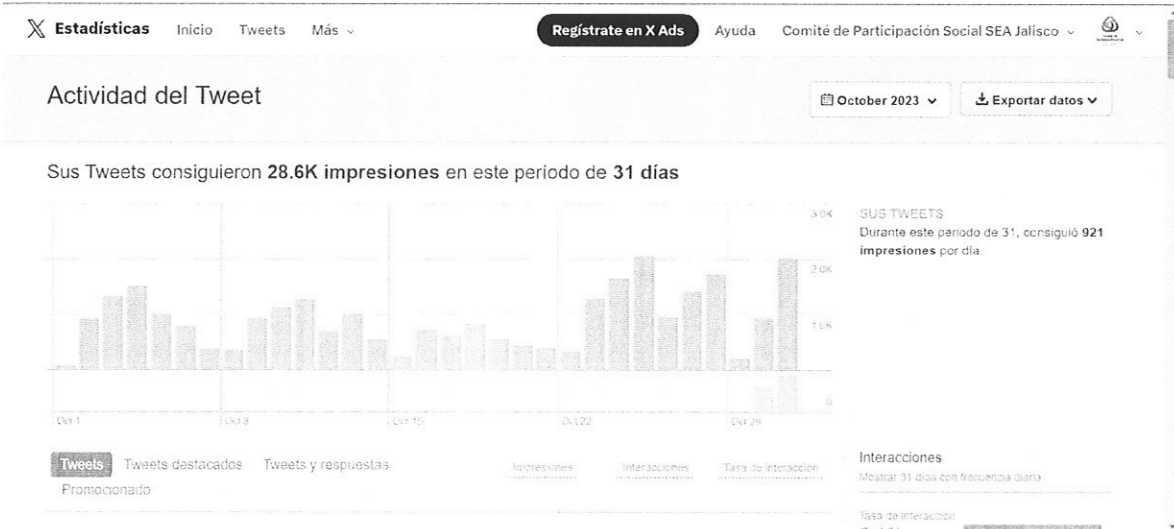 X Estadísticas Inicio Tweets Más Regístrate en X Ads Ayuda Comité de Participación Social SEA Jalisco
Actividad del Tweet
October 2023 Exportar datos
Sus Tweets consiguieron 28.6K impresiones en este período de 31 días
3.0K
2.0K
1.0K
0
Oct 1 Oct 8 Oct 15 Oct 22 Oct 29
SUS TWEETS
Durante este periodo de 31, consiguió 921
impresiones por día.
Tweets Tweets destacados Tweets y respuestas
Promocionado
Impresiones Interacciones Tasa de interacción
Interacciones
Mostrar 31 días con frecuencia diaria
Tasa de interacción